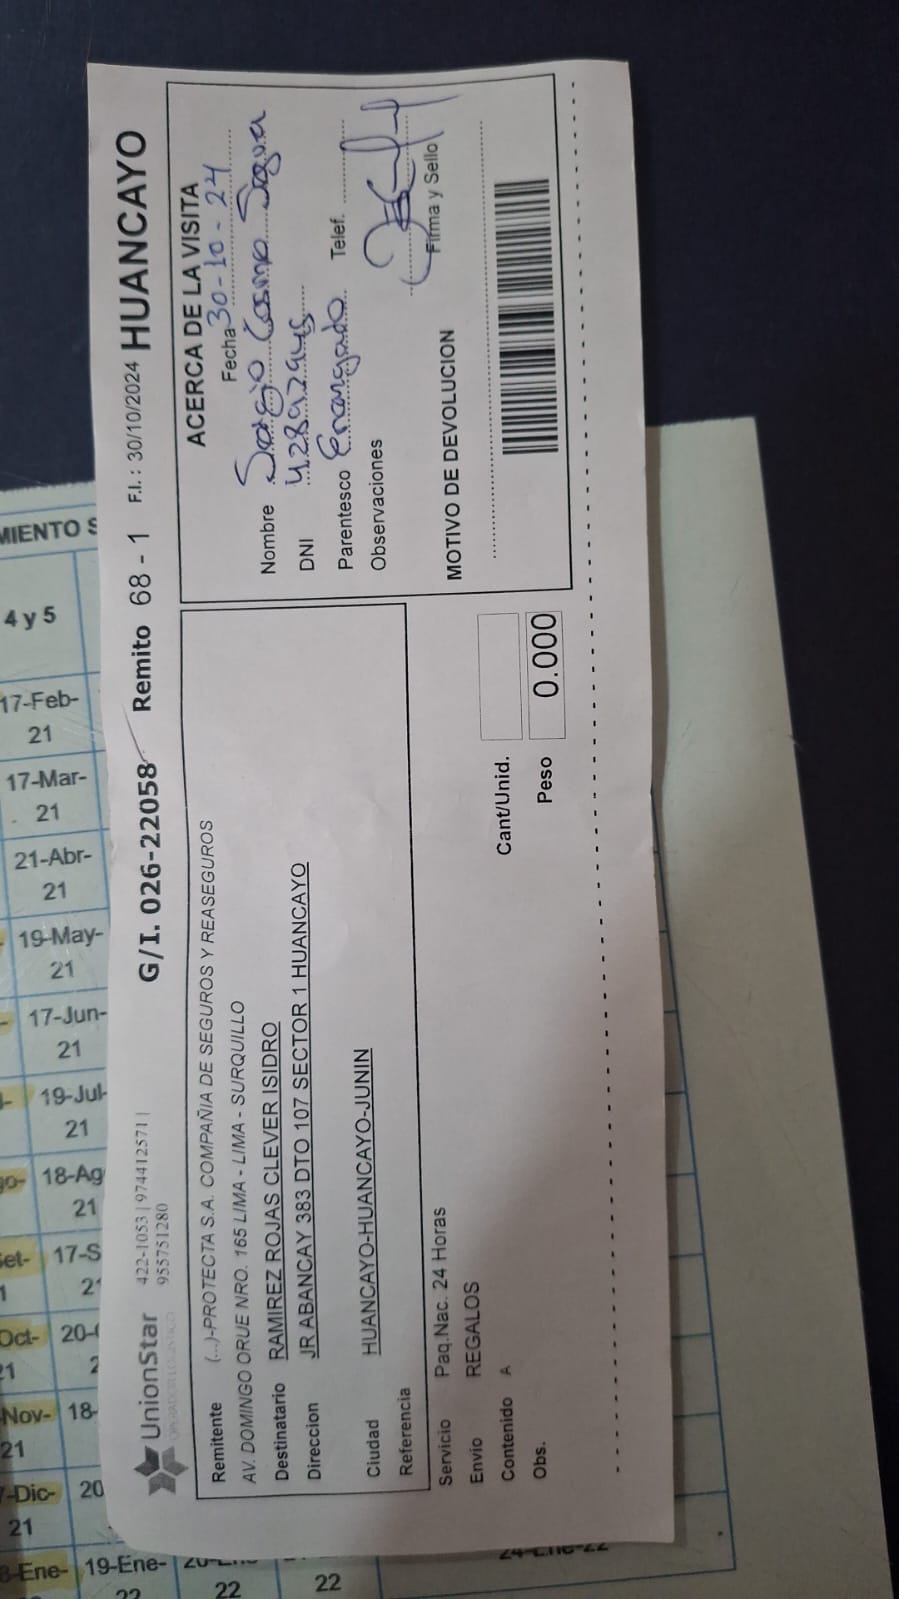 UnionStar
OPERADOR LOGISTICO
422-1053 | 974412571 |
955751280
G/I. 026-22058
Remito 68 - 1
F.I. : 30/10/2024
HUANCAYO
Remitente (...)-PROTECTA S.A. COMPAÑIA DE SEGUROS Y REASEGUROS
AV. DOMINGO ORUE NRO. 165 LIMA - LIMA - SURQUILLO
Destinatario RAMIREZ ROJAS CLEVER ISIDRO
Direccion JR ABANCAY 383 DTO 107 SECTOR 1 HUANCAYO
Ciudad HUANCAYO-HUANCAYO-JUNIN
Referencia
Servicio Paq.Nac. 24 Horas
Envio REGALOS
Contenido A
Obs.
Cant/Unid.
Peso 0.000
ACERCA DE LA VISITA
Fecha 30-10-24
Nombre Sergio Cosme
DNI
Parentesco Encargado Telef.
Observaciones
Firma y Sello
MOTIVO DE DEVOLUCION
MIENTO S
4 y 5
17-Feb-
21
17-Mar-
21
21-Abr-
21
19-May-
21
17-Jun-
21
19-Jul-
21
18-Ag
21
17-S
20-
18-
20
19-Ene-
22
22
22
24-Ene-22